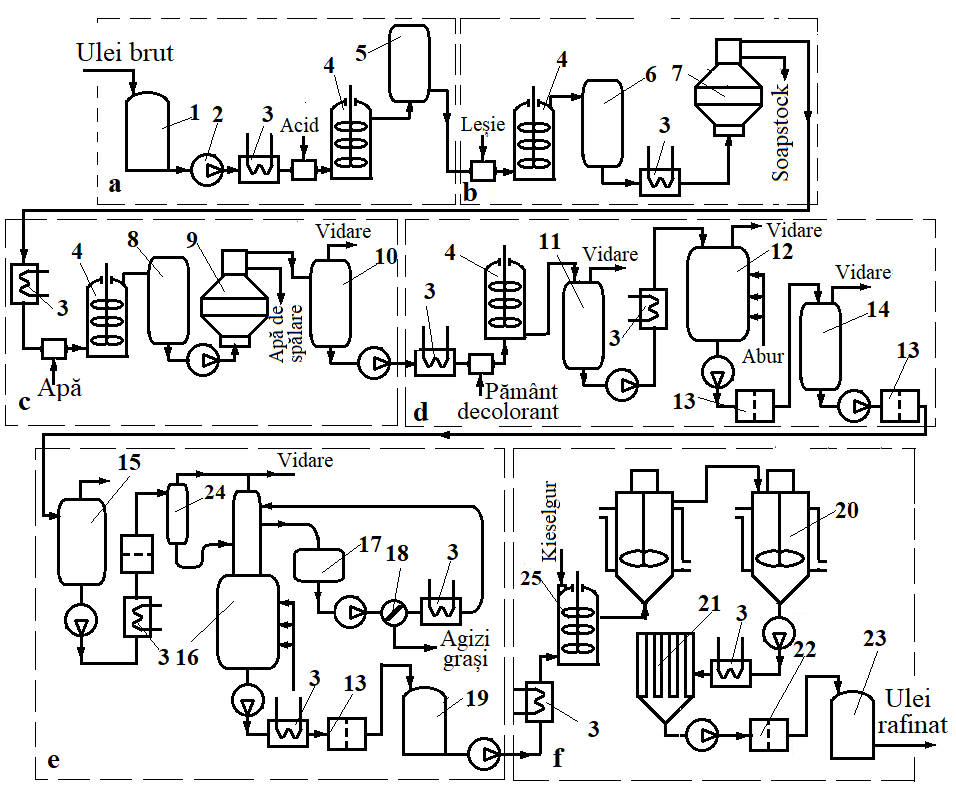 Ulei brut
1
2
3
Acid
4
5
a
Leșie
4
6
3
7
Soapstock
b
3
Apă
4
8
9
Apă de
spălare
Vidare
10
c
3
4
Pământ
decolorant
11
Vidare
3
Vidare
12
Abur
13
Vidare
14
13
d
15
3
24
Vidare
16
17
18
3
Agizi
grași
3
13
19
e
3
Kieselgur
25
20
21
3
22
23
Ulei
rafinat
f